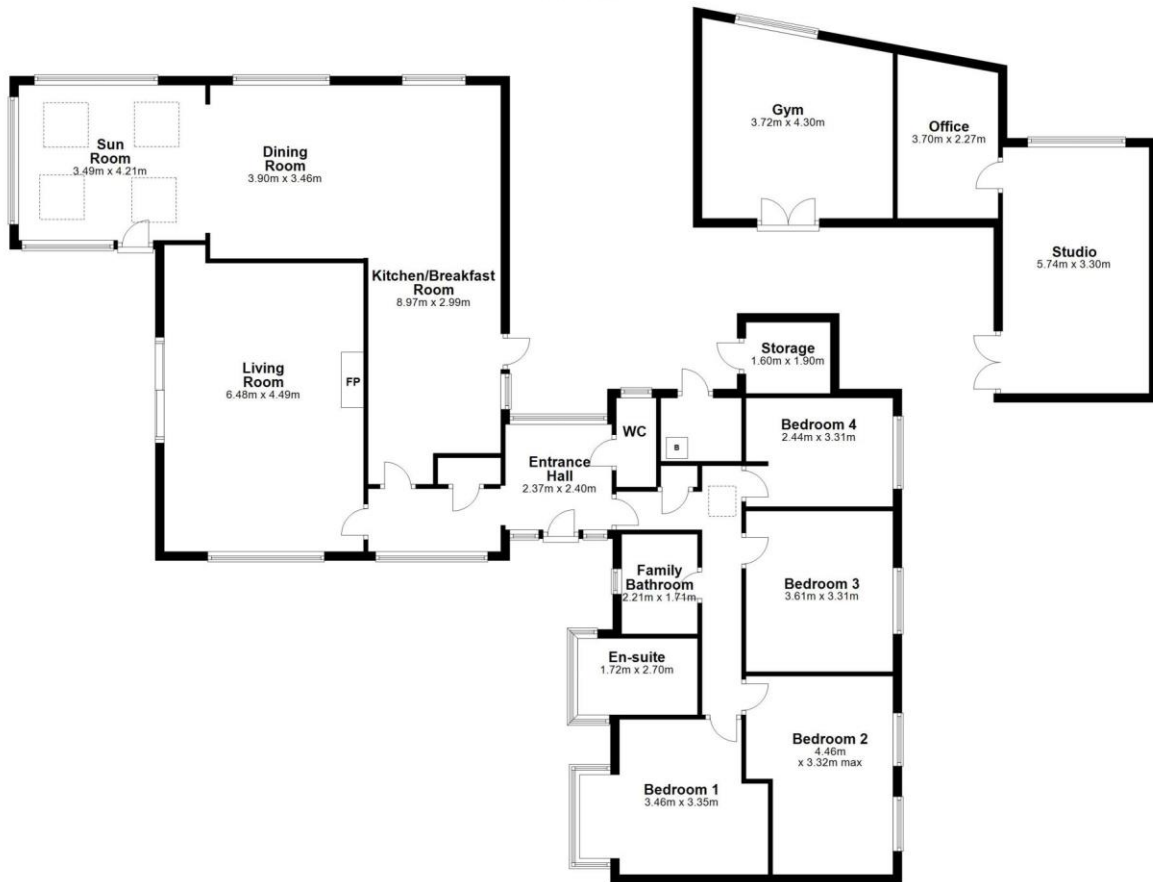 Sun
Room
3.49m x 4.21m
Dining
Room
3.90m x 3.46m
Kitchen/Breakfast
Room
8.97m x 2.99m
Living
Room
6.48m x 4.49m
FP
Gym
3.72m x 4.30m
Office
3.70m x 2.27m
Studio
5.74m x 3.30m
Storage
1.60m x 1.90m
WC
B
Entrance
Hall
2.37m x 2.40m
Bedroom 4
2.44m x 3.31m
Family
Bathroom
2.21m x 1.71m
Bedroom 3
3.61m x 3.31m
En-suite
1.72m x 2.70m
Bedroom 2
4.46m
x 3.32m max
Bedroom 1
3.46m x 3.35m